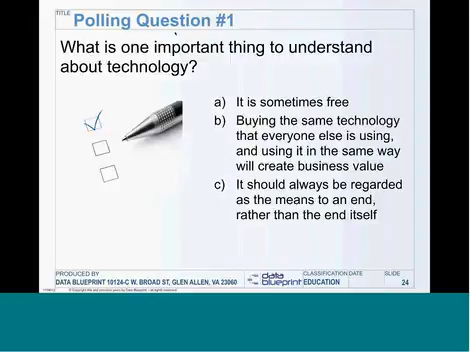 TITLE
Polling Question #1
What is one important thing to understand
about technology?
a) It is sometimes free
b) Buying the same technology
that everyone else is using,
and using it in the same way
will create business value
c) It should always be regarded
as the means to an end,
rather than the end itself
PRODUCED BY
DATA BLUEPRINT 10124-C W. BROAD ST, GLEN ALLEN, VA 23060
data
blueprint
CLASSIFICATION DATE SLIDE
EDUCATION 24